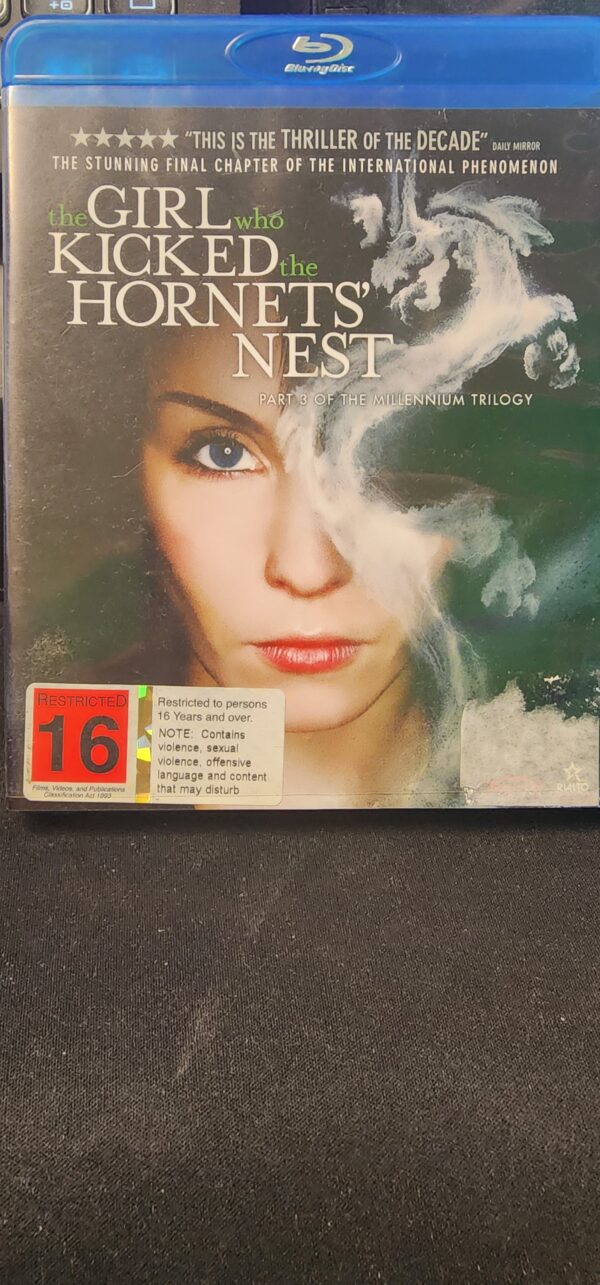 Blu-ray Disc
★★★★★ "THIS IS THE THRILLER OF THE DECADE" DAILY MIRROR
THE STUNNING FINAL CHAPTER OF THE INTERNATIONAL PHENOMENON
the GIRL who
KICKED the
HORNETS'
NEST
PART 3 OF THE MILLENNIUM TRILOGY
RESTRICTED
16
Films, Videos, and Publications
Classification Act 1993
Restricted to persons
16 Years and over.
NOTE: Contains
violence, sexual
violence, offensive
language and content
that may disturb
RIALTO